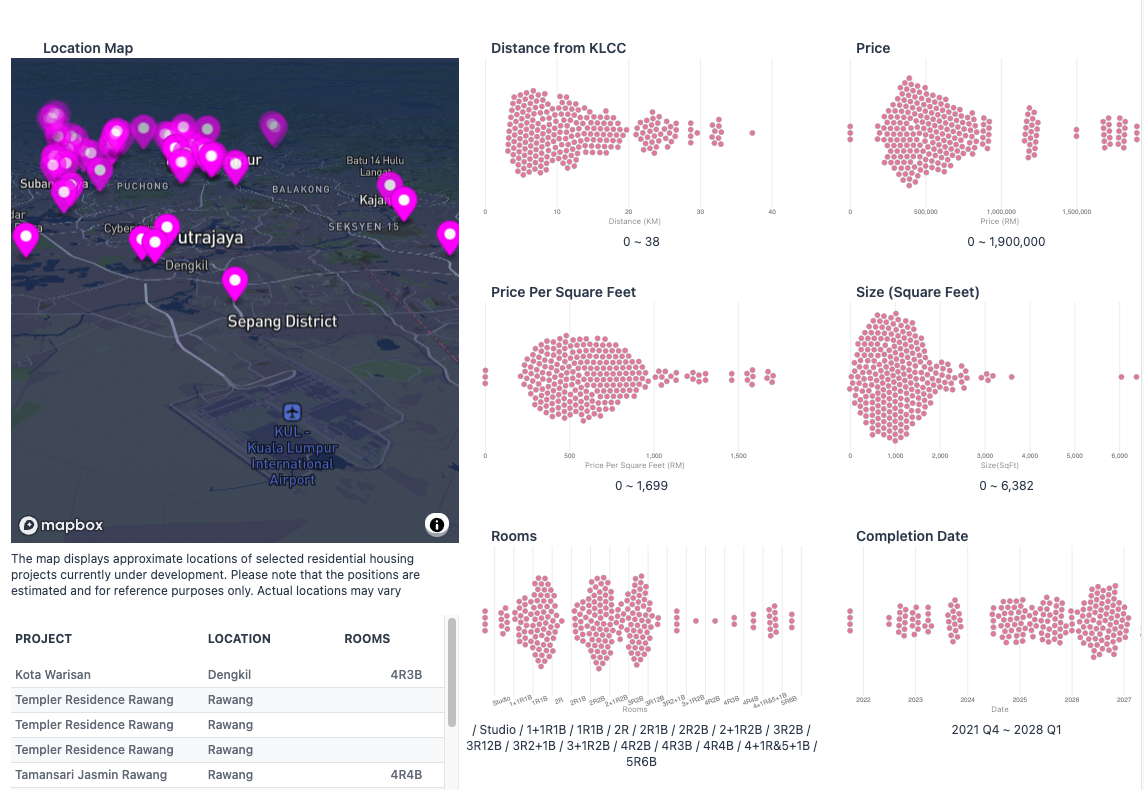 Location Map
Batu 14 Hulu
Langat
PUCHONG
BALAKONG
Kajan
SEKSYEN 15
utrajaya
Dengkil
Sepang District
KUL -
Kuala Lumpur
International
Airport
mapbox
The map displays approximate locations of selected residential housing
projects currently under development. Please note that the positions are
estimated and for reference purposes only. Actual locations may vary
PROJECT LOCATION ROOMS
Kota Warisan Dengkil 4R3B
Templer Residence Rawang Rawang
Templer Residence Rawang Rawang
Templer Residence Rawang Rawang
Tamansari Jasmin Rawang Rawang 4R4B
Distance from KLCC
0 10 20 30 40
Distance (KM)
0 ~ 38
Price
0 500,000 1,000,000 1,500,000
Price (RM)
0 ~ 1,900,000
Price Per Square Feet
0 500 1,000 1,500
Price Per Square Feet (RM)
0 ~ 1,699
Size (Square Feet)
0 1,000 2,000 3,000 4,000 5,000 6,000
Size(SqFt)
0 ~ 6,382
Rooms
Studio 1+1R1B 1R1B 2R 2R1B 2R2B 2+1R2B 3R2B 3R12B 3R2+1B 3+1R2B 4R2B 4R3B 4R4B 4+1R&5+1B 5R6B
Rooms
/ Studio / 1+1R1B / 1R1B / 2R / 2R1B / 2R2B / 2+1R2B / 3R2B /
3R12B / 3R2+1B / 3+1R2B / 4R2B / 4R3B / 4R4B / 4+1R&5+1B /
5R6B
Completion Date
2022 2023 2024 2025 2026 2027
Date
2021 Q4 ~ 2028 Q1